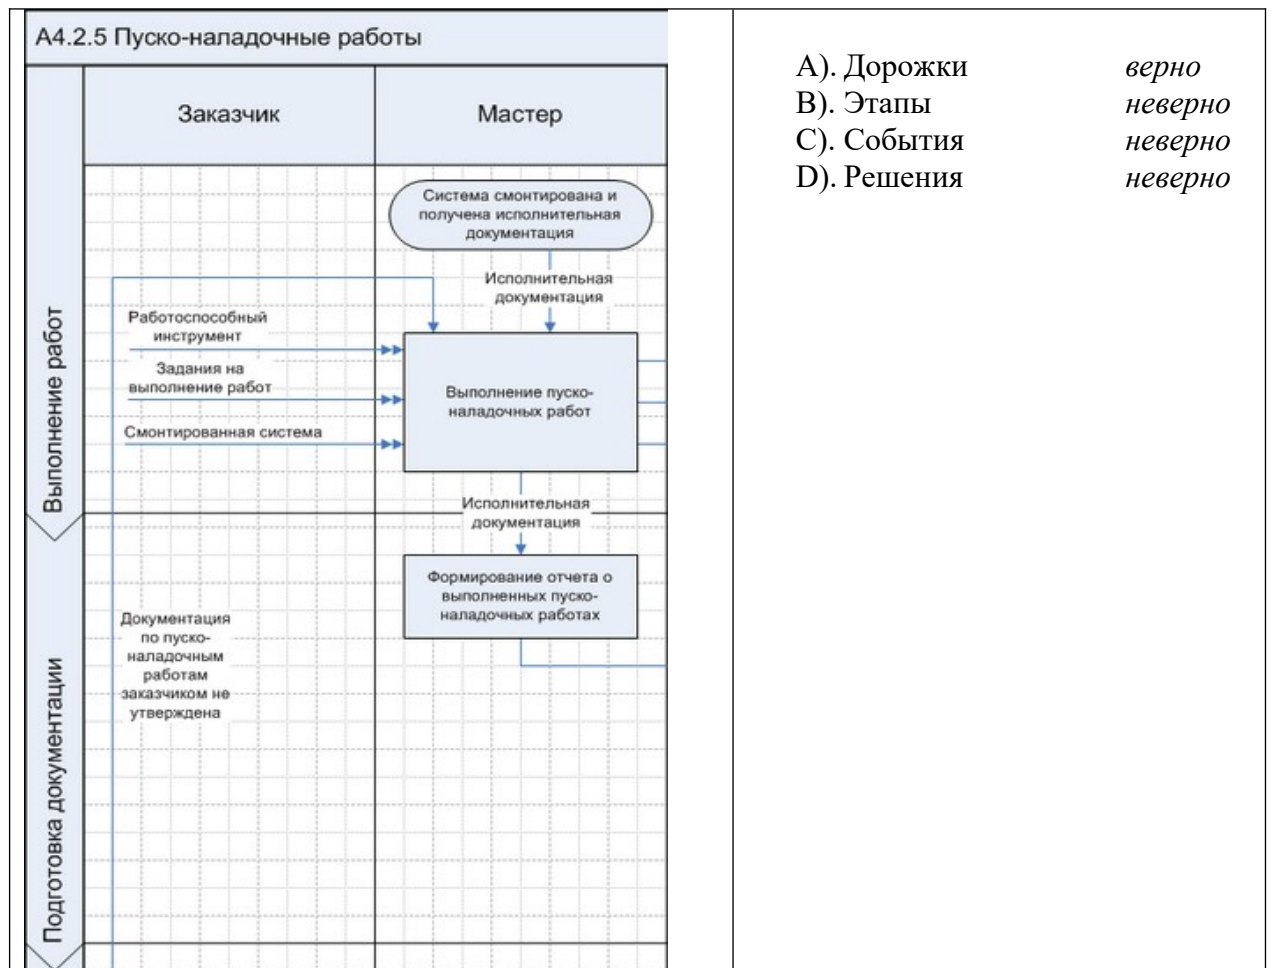 А4.2.5 Пуско-наладочные работы
Заказчик
Мастер
Выполнение работ
Система смонтирована и
получена исполнительная
документация
Исполнительная
документация
Работоспособный
инструмент
Задания на
выполнение работ
Смонтированная система
Выполнение пуско-
наладочных работ
Исполнительная
документация
Подготовка документации
Формирование отчета о
выполненных пуско-
наладочных работах
Документация
по пуско-
наладочным
работам
заказчиком не
утверждена
A). Дорожки верно
B). Этапы неверно
C). События неверно
D). Решения неверно